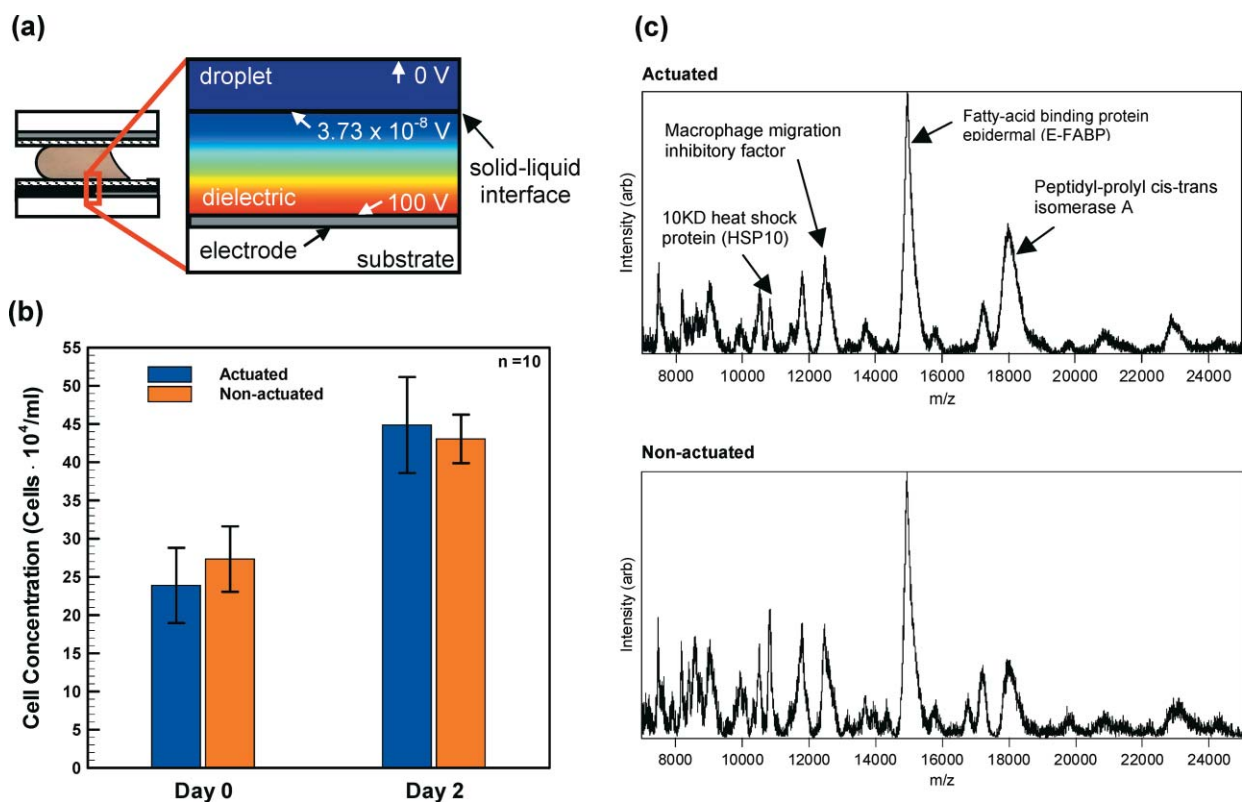 (a)
droplet
0 V
3.73 x 10⁻⁸ V
solid-liquid
interface
dielectric
100 V
electrode
substrate
(b)
n =10
Actuated
Non-actuated
Cell Concentration (Cells · 10⁴/ml)
55
50
45
40
35
30
25
20
15
10
5
0
Day 0
Day 2
(c)
Actuated
Fatty-acid binding protein
epidermal (E-FABP)
Macrophage migration
inhibitory factor
Peptidyl-prolyl cis-trans
isomerase A
10KD heat shock
protein (HSP10)
Intensity (arb)
8000 10000 12000 14000 16000 18000 20000 22000 24000
m/z
Non-actuated
Intensity (arb)
8000 10000 12000 14000 16000 18000 20000 22000 24000
m/z